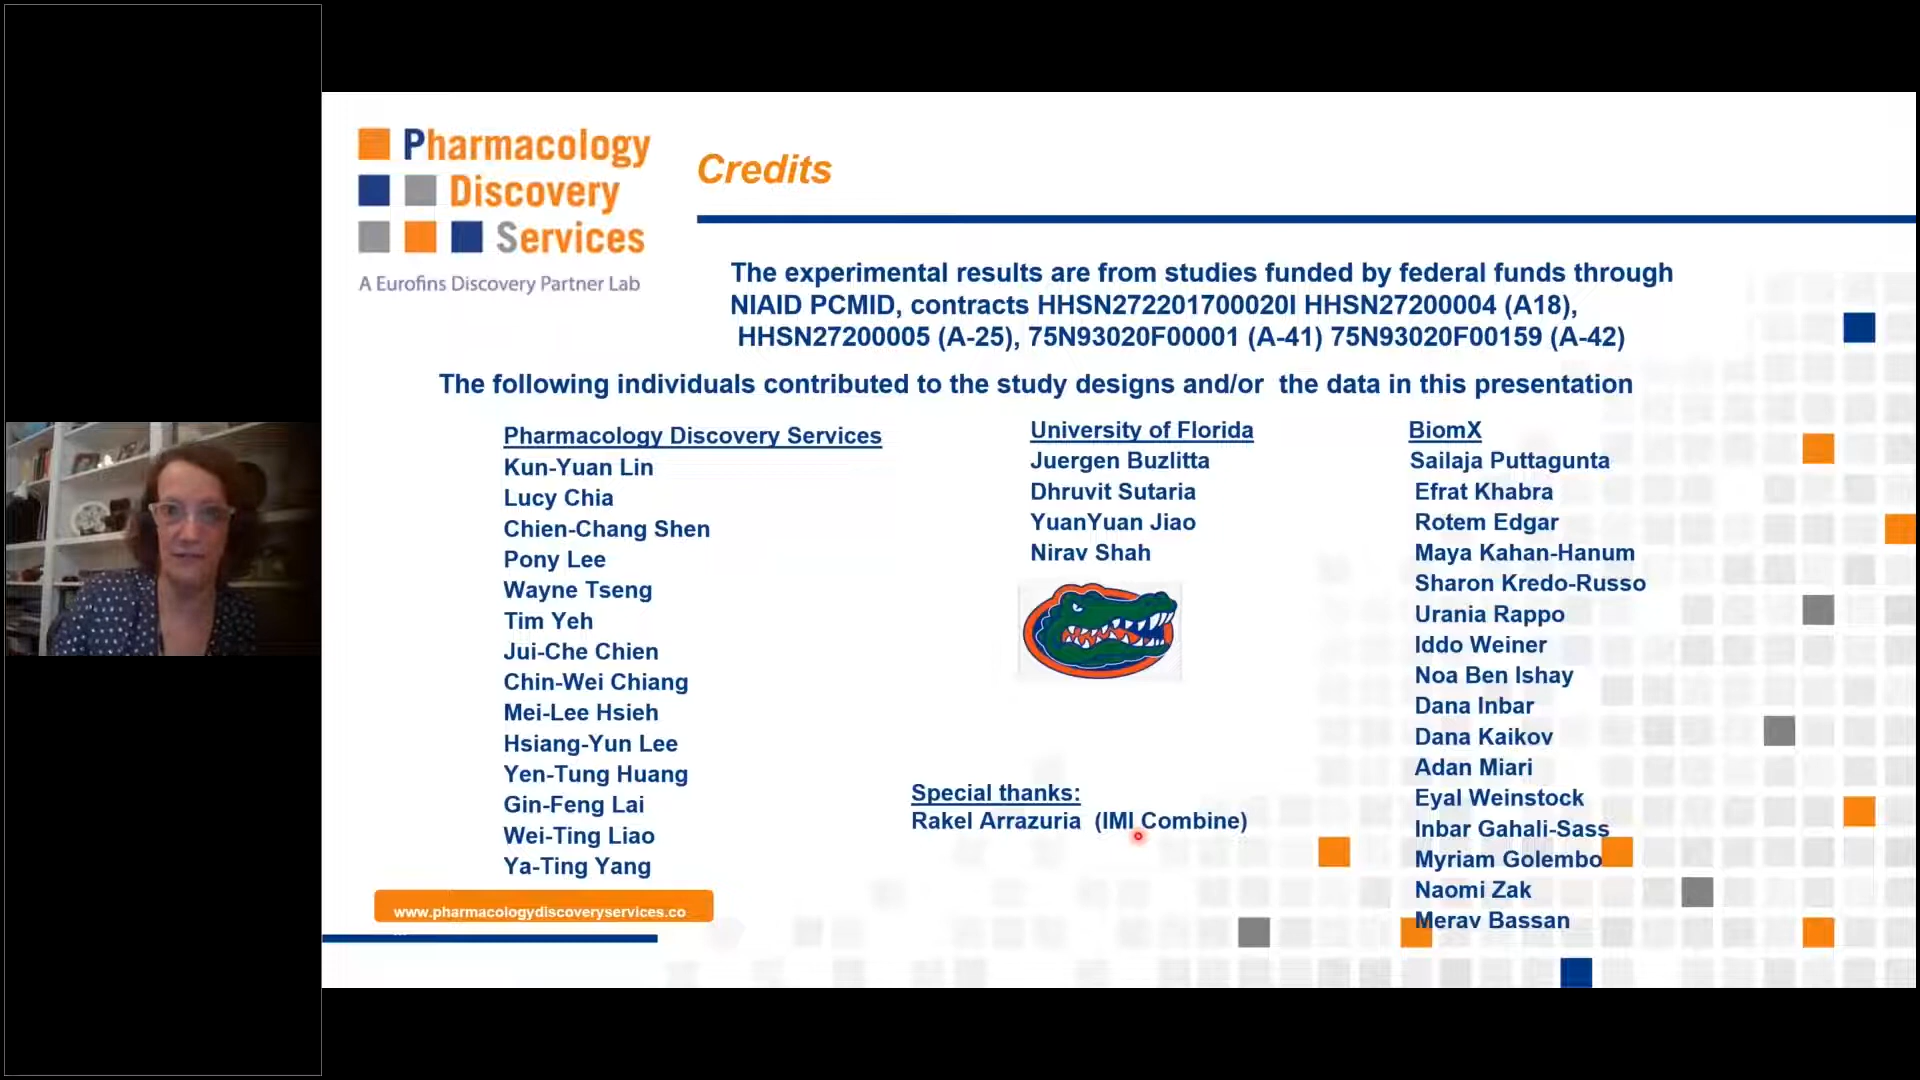 Pharmacology
Discovery
Services
A Eurofins Discovery Partner Lab
Credits
The experimental results are from studies funded by federal funds through
NIAID PCMID, contracts HHSN272201700020I HHSN27200004 (A18),
HHSN27200005 (A-25), 75N93020F00001 (A-41) 75N93020F00159 (A-42)
The following individuals contributed to the study designs and/or the data in this presentation
Pharmacology Discovery Services
Kun-Yuan Lin
Lucy Chia
Chien-Chang Shen
Pony Lee
Wayne Tseng
Tim Yeh
Jui-Che Chien
Chin-Wei Chiang
Mei-Lee Hsieh
Hsiang-Yun Lee
Yen-Tung Huang
Gin-Feng Lai
Wei-Ting Liao
Ya-Ting Yang
University of Florida
Juergen Buzlitta
Dhruvit Sutaria
YuanYuan Jiao
Nirav Shah
Special thanks:
Rakel Arrazuria (IMI Combine)
BiomX
Sailaja Puttagunta
Efrat Khabra
Rotem Edgar
Maya Kahan-Hanum
Sharon Kredo-Russo
Urania Rappo
Iddo Weiner
Noa Ben Ishay
Dana Inbar
Dana Kaikov
Adan Miari
Eyal Weinstock
Inbar Gahali-Sass
Myriam Golembo
Naomi Zak
Merav Bassan
www.pharmacologydiscoveryservices.co